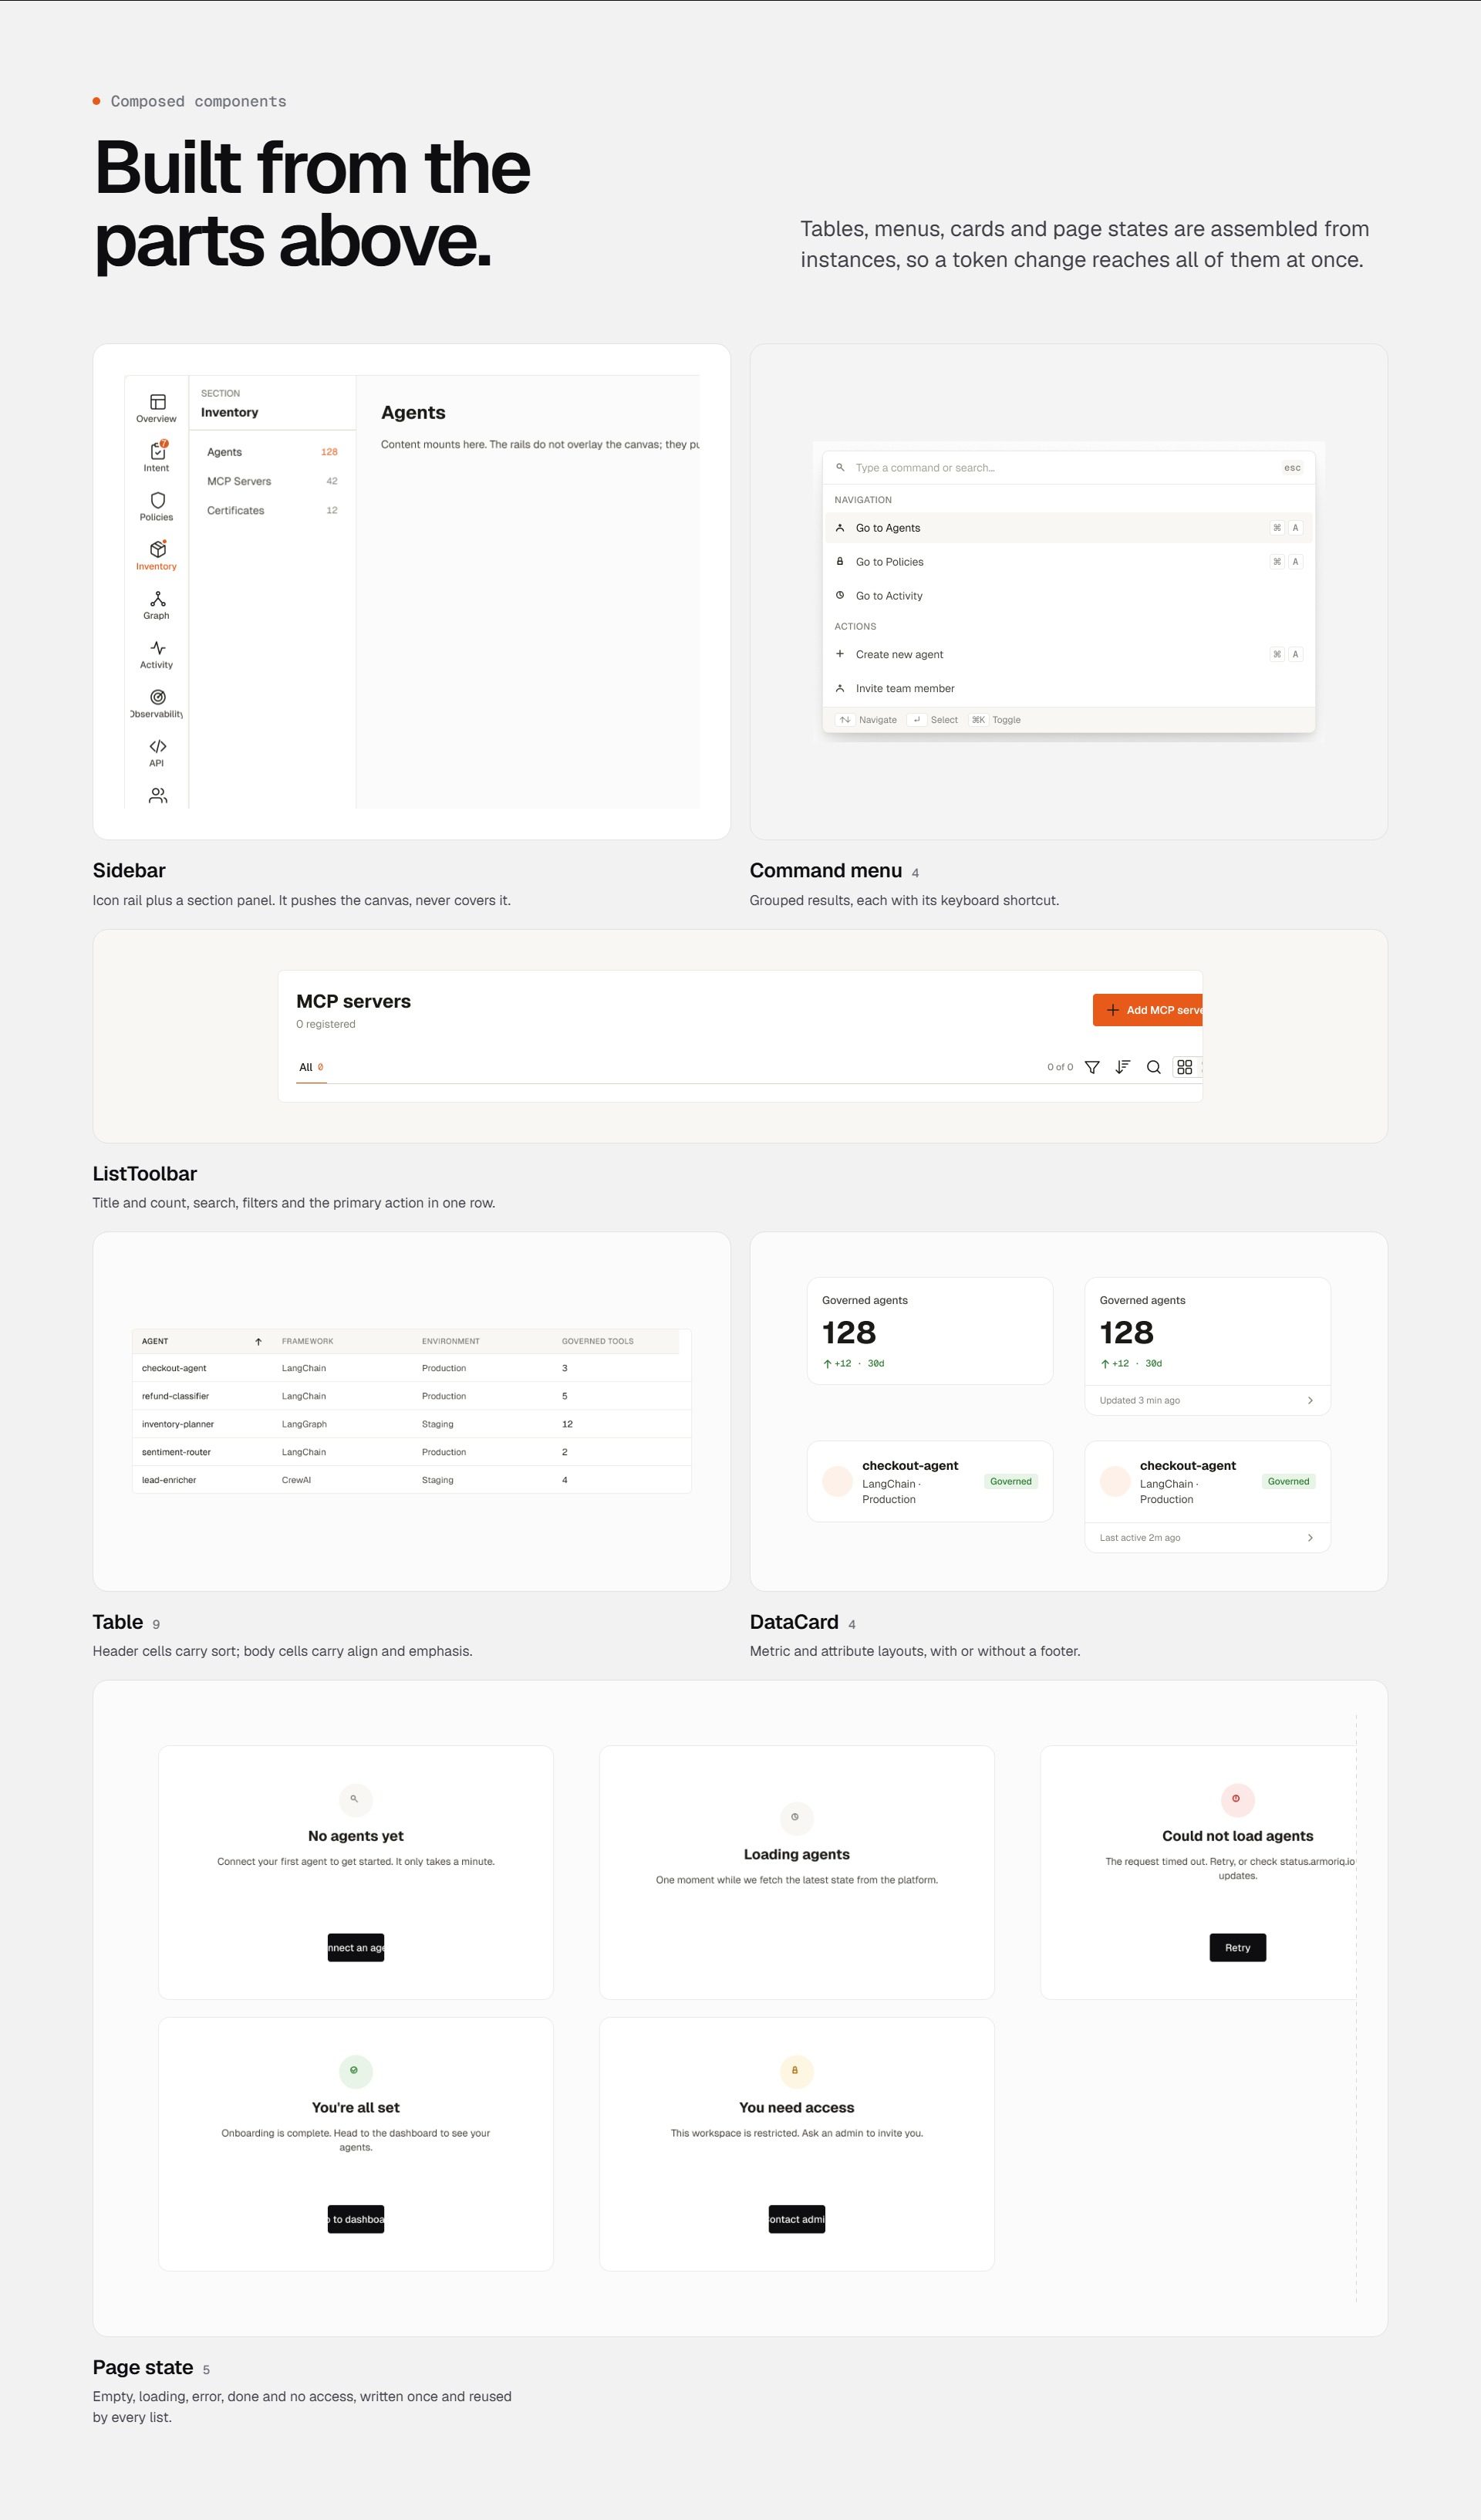 Composed components
Built from the
parts above.
Tables, menus, cards and page states are assembled from
instances, so a token change reaches all of them at once.
Overview
7
Intent
Policies
Inventory
Graph
Activity
Observability
API
SECTION
Inventory
Agents 128
MCP Servers 42
Certificates 12
Agents
Content mounts here. The rails do not overlay the canvas; they pu
Type a command or search... esc
NAVIGATION
Go to Agents ⌘ A
Go to Policies ⌘ A
Go to Activity
ACTIONS
Create new agent ⌘ A
Invite team member
↑↓ Navigate ↵ Select ⌘K Toggle
Sidebar
Icon rail plus a section panel. It pushes the canvas, never covers it.
Command menu 4
Grouped results, each with its keyboard shortcut.
MCP servers
0 registered
Add MCP serve
All 0
0 of 0
ListToolbar
Title and count, search, filters and the primary action in one row.
AGENT ↑ FRAMEWORK ENVIRONMENT GOVERNED TOOLS
checkout-agent LangChain Production 3
refund-classifier LangChain Production 5
inventory-planner LangGraph Staging 12
sentiment-router LangChain Production 2
lead-enricher CrewAI Staging 4
Governed agents
128
↑+12 · 30d
Governed agents
128
↑+12 · 30d
Updated 3 min ago
checkout-agent
LangChain ·
Production
Governed
checkout-agent
LangChain ·
Production
Governed
Last active 2m ago
Table 9
Header cells carry sort; body cells carry align and emphasis.
DataCard 4
Metric and attribute layouts, with or without a footer.
No agents yet
Connect your first agent to get started. It only takes a minute.
nnect an age
Loading agents
One moment while we fetch the latest state from the platform.
Could not load agents
The request timed out. Retry, or check status.armoriq.io
updates.
Retry
You're all set
Onboarding is complete. Head to the dashboard to see your
agents.
o to dashboa
You need access
This workspace is restricted. Ask an admin to invite you.
ontact admi
Page state 5
Empty, loading, error, done and no access, written once and reused
by every list.